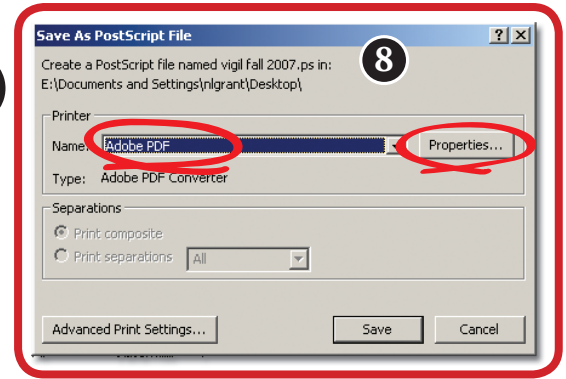 Save As PostScript File
8
Create a PostScript file named vigil fall 2007.ps in:
E:\Documents and Settings\nlgrant\Desktop\
Printer
Name: Adobe PDF Properties...
Type: Adobe PDF Converter
Separations
Print composite
Print separations All
Advanced Print Settings... Save Cancel